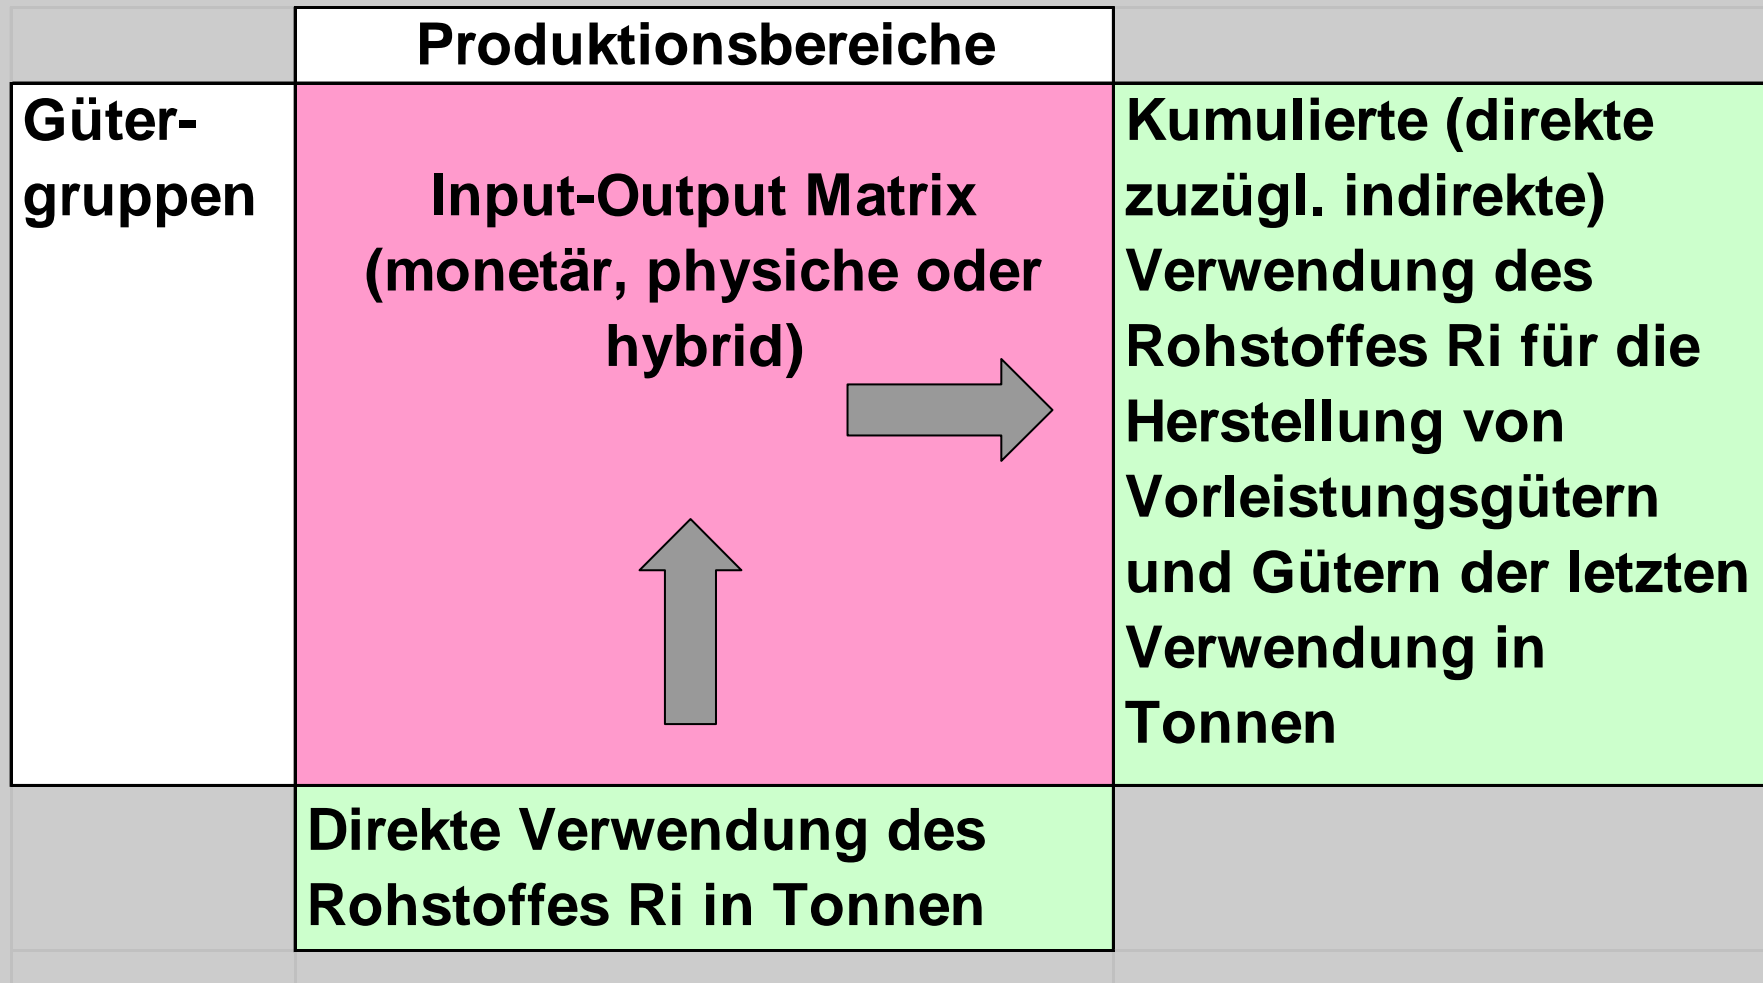 Produktionsbereiche
Güter-
gruppen
Input-Output Matrix
(monetär, physiche oder
hybrid)
Kumulierte (direkte
zuzügl. indirekte)
Verwendung des
Rohstoffes Ri für die
Herstellung von
Vorleistungsgütern
und Gütern der letzten
Verwendung in
Tonnen
Direkte Verwendung des
Rohstoffes Ri in Tonnen